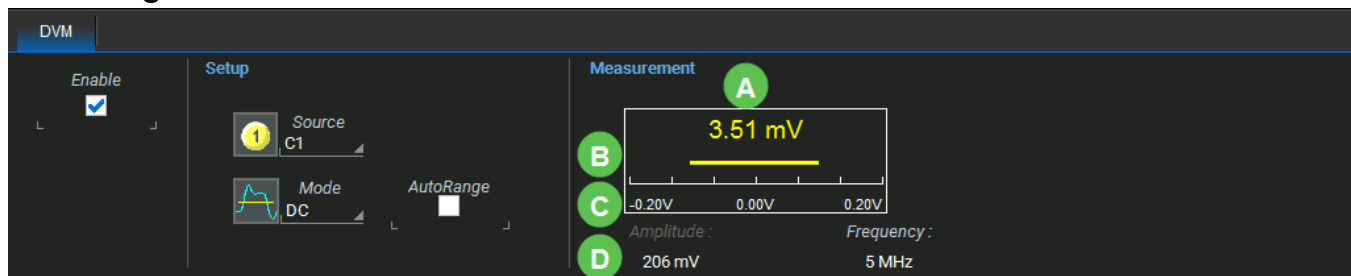 DVM
Enable
Setup
1
Source
C1
Mode
DC
AutoRange
Measurement
A
3.51 mV
B
C
-0.20V 0.00V 0.20V
Amplitude : Frequency :
D
206 mV 5 MHz